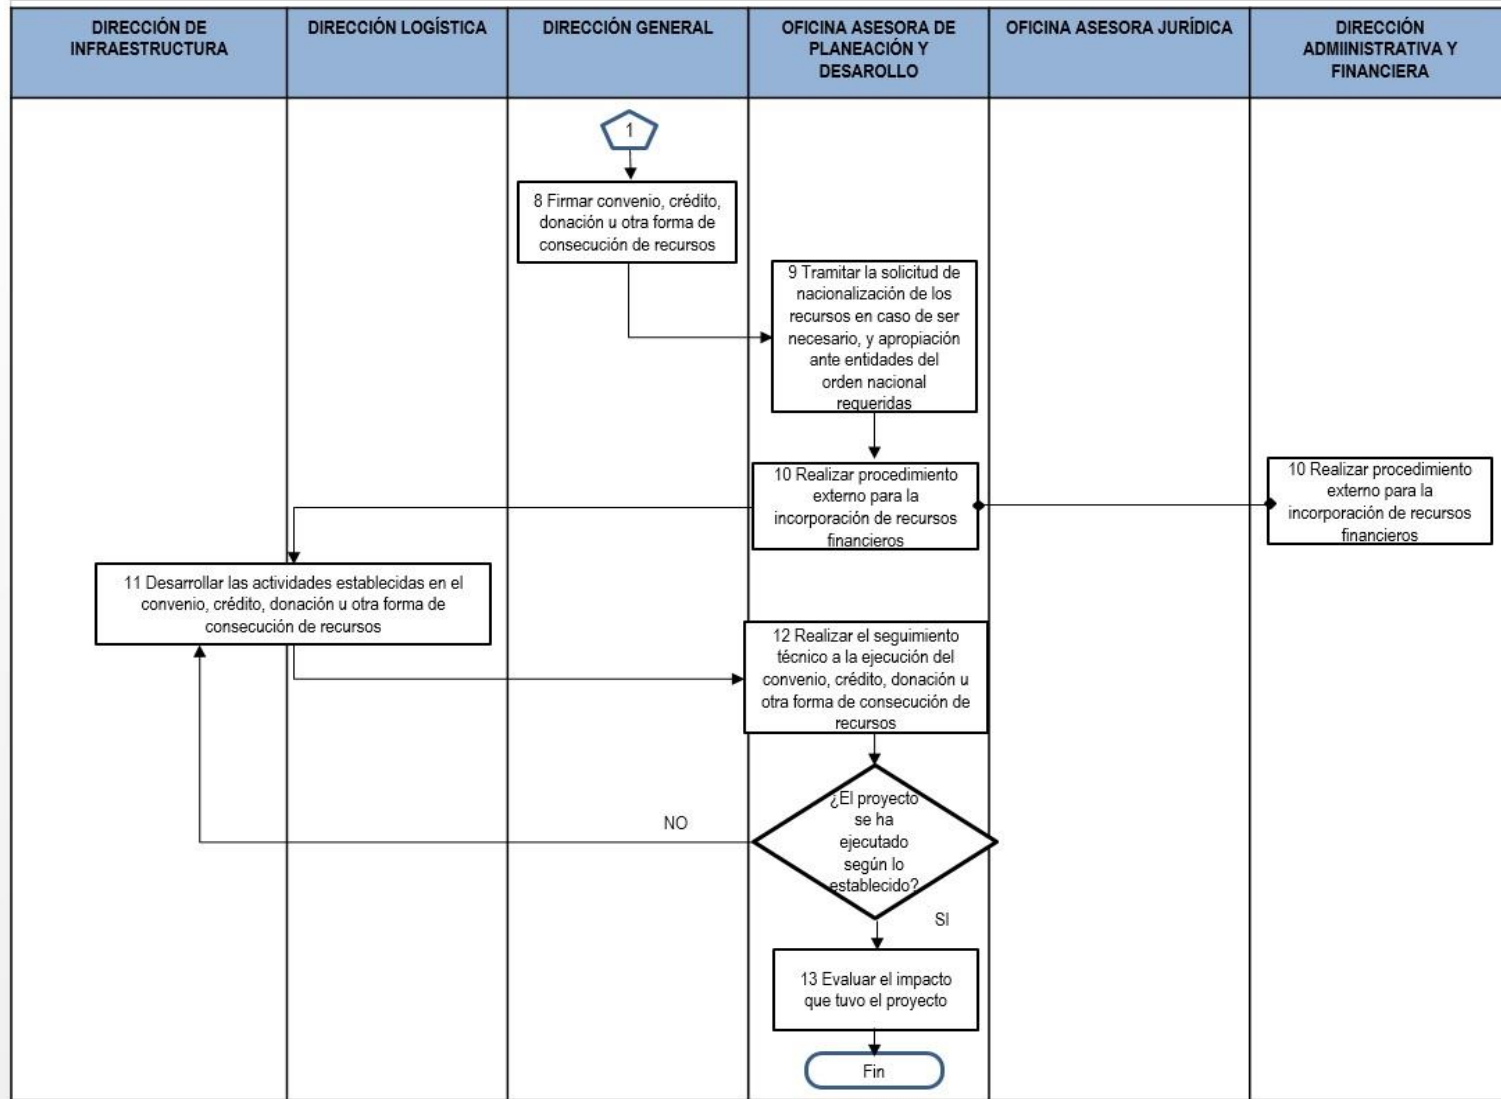 DIRECCIÓN DE
INFRAESTRUCTURA
DIRECCIÓN LOGÍSTICA
DIRECCIÓN GENERAL
OFICINA ASESORA DE
PLANEACIÓN Y
DESAROLLO
OFICINA ASESORA JURÍDICA
DIRECCIÓN
ADMIINISTRATIVA Y
FINANCIERA
1
8 Firmar convenio, crédito,
donación u otra forma de
consecución de recursos
9 Tramitar la solicitud de
nacionalización de los
recursos en caso de ser
necesario, y apropiación
ante entidades del
orden nacional
requeridas
10 Realizar procedimiento
externo para la
incorporación de recursos
financieros
10 Realizar procedimiento
externo para la
incorporación de recursos
financieros
11 Desarrollar las actividades establecidas en el
convenio, crédito, donación u otra forma de
consecución de recursos
12 Realizar el seguimiento
técnico a la ejecución del
convenio, crédito, donación u
otra forma de consecución de
recursos
¿El proyecto
se ha
ejecutado
según lo
establecido?
NO
SI
13 Evaluar el impacto
que tuvo el proyecto
Fin